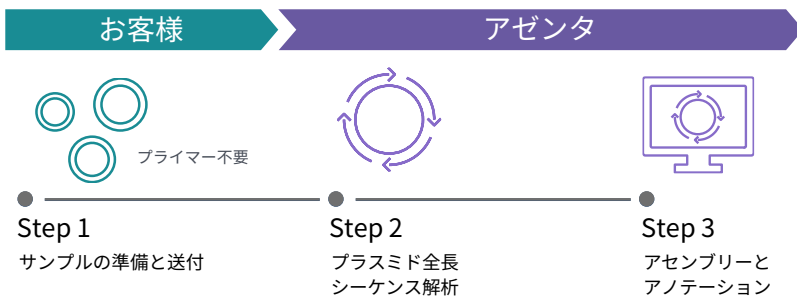 お客様
アゼンタ
プライマー不要
Step 1
サンプルの準備と送付
Step 2
プラスミド全長
シーケンス解析
Step 3
アセンブリーと
アノテーション